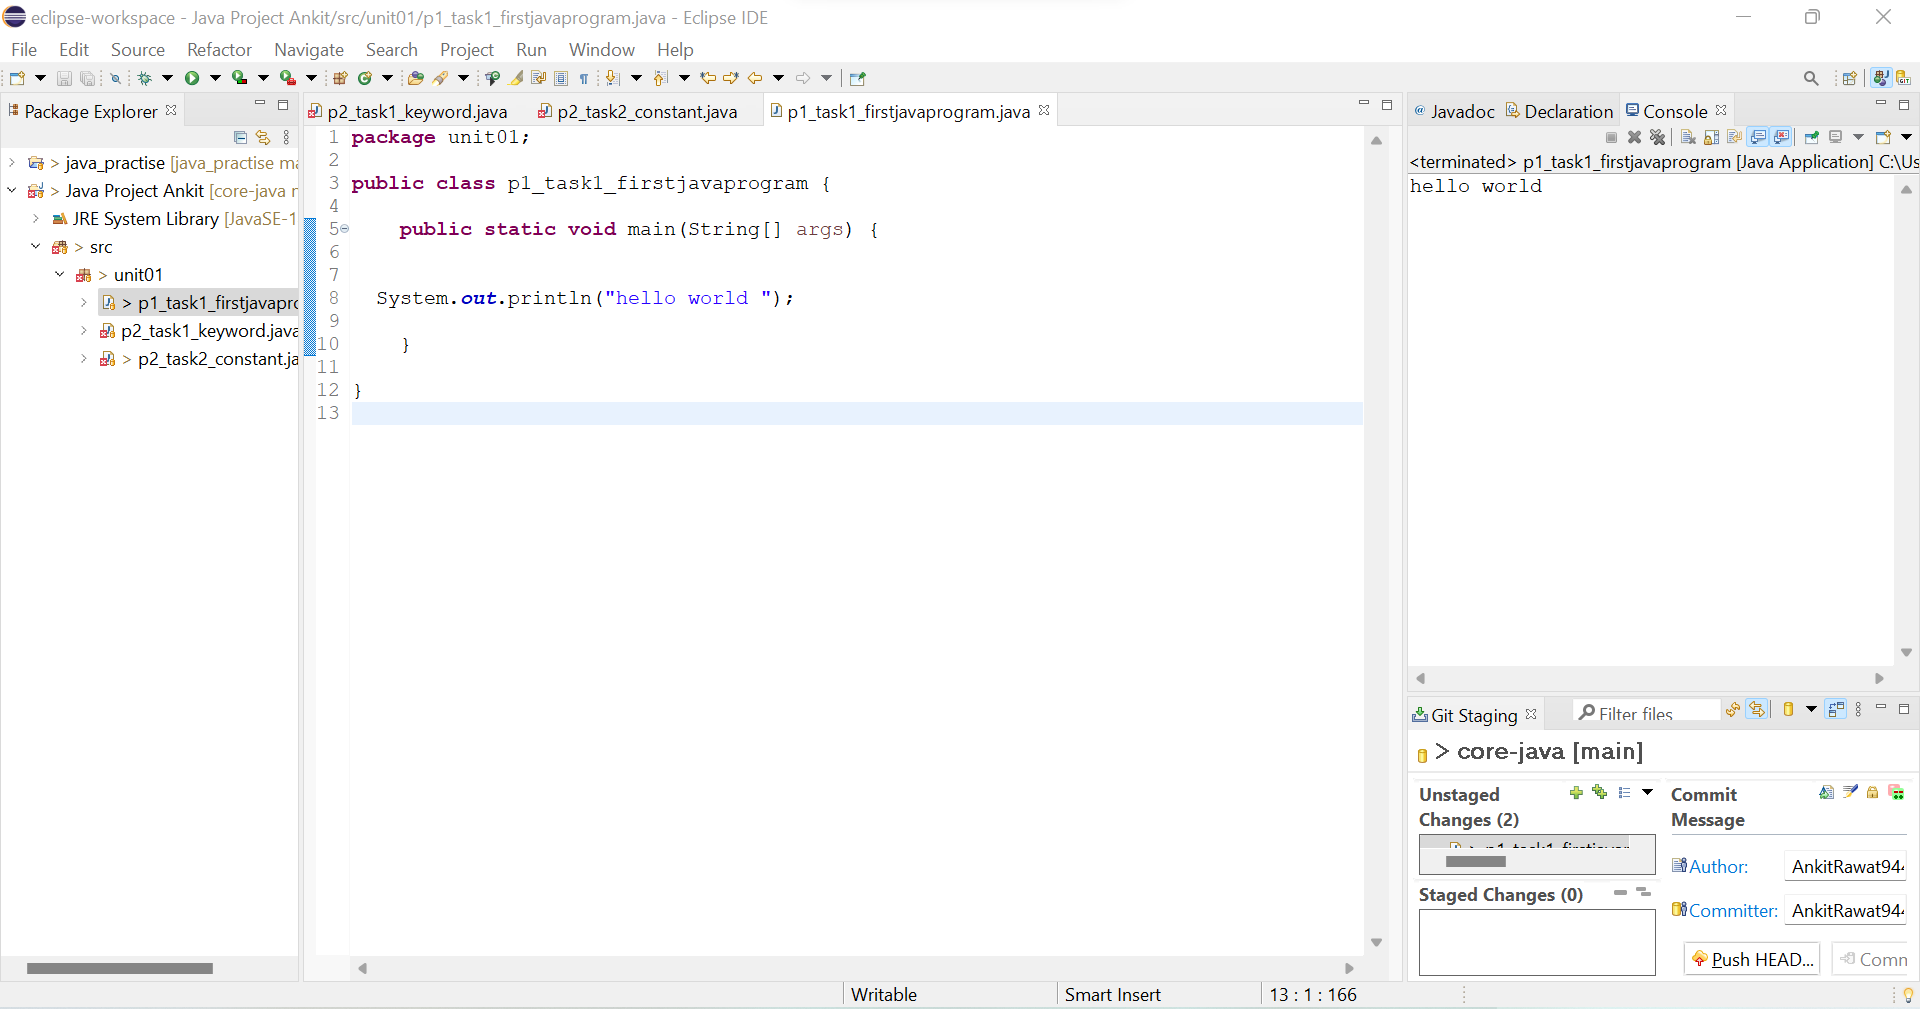 eclipse-workspace - Java Project Ankit/src/unit01/p1_task1_firstjavaprogram.java - Eclipse IDE
File Edit Source Refactor Navigate Search Project Run Window Help
Package Explorer
> java_practise [java_practise ma
> Java Project Ankit [core-java r
JRE System Library [JavaSE-1
> src
> unit01
> p1_task1_firstjavapro
p2_task1_keyword.java
> p2_task2_constant.ja
p2_task1_keyword.java p2_task2_constant.java p1_task1_firstjavaprogram.java
1 package unit01;
2
3 public class p1_task1_firstjavaprogram {
4
5 public static void main(String[] args) {
6
7
8 System.out.println("hello world ");
9
10 }
11
12 }
13
@ Javadoc Declaration Console
<terminated> p1_task1_firstjavaprogram [Java Application] C:\Us
hello world
Git Staging Filter files
> core-java [main]
Unstaged
Changes (2)
Staged Changes (0)
Commit
Message
Author: AnkitRawat94
Committer: AnkitRawat94
Push HEAD... Comm
Writable Smart Insert 13 : 1 : 166